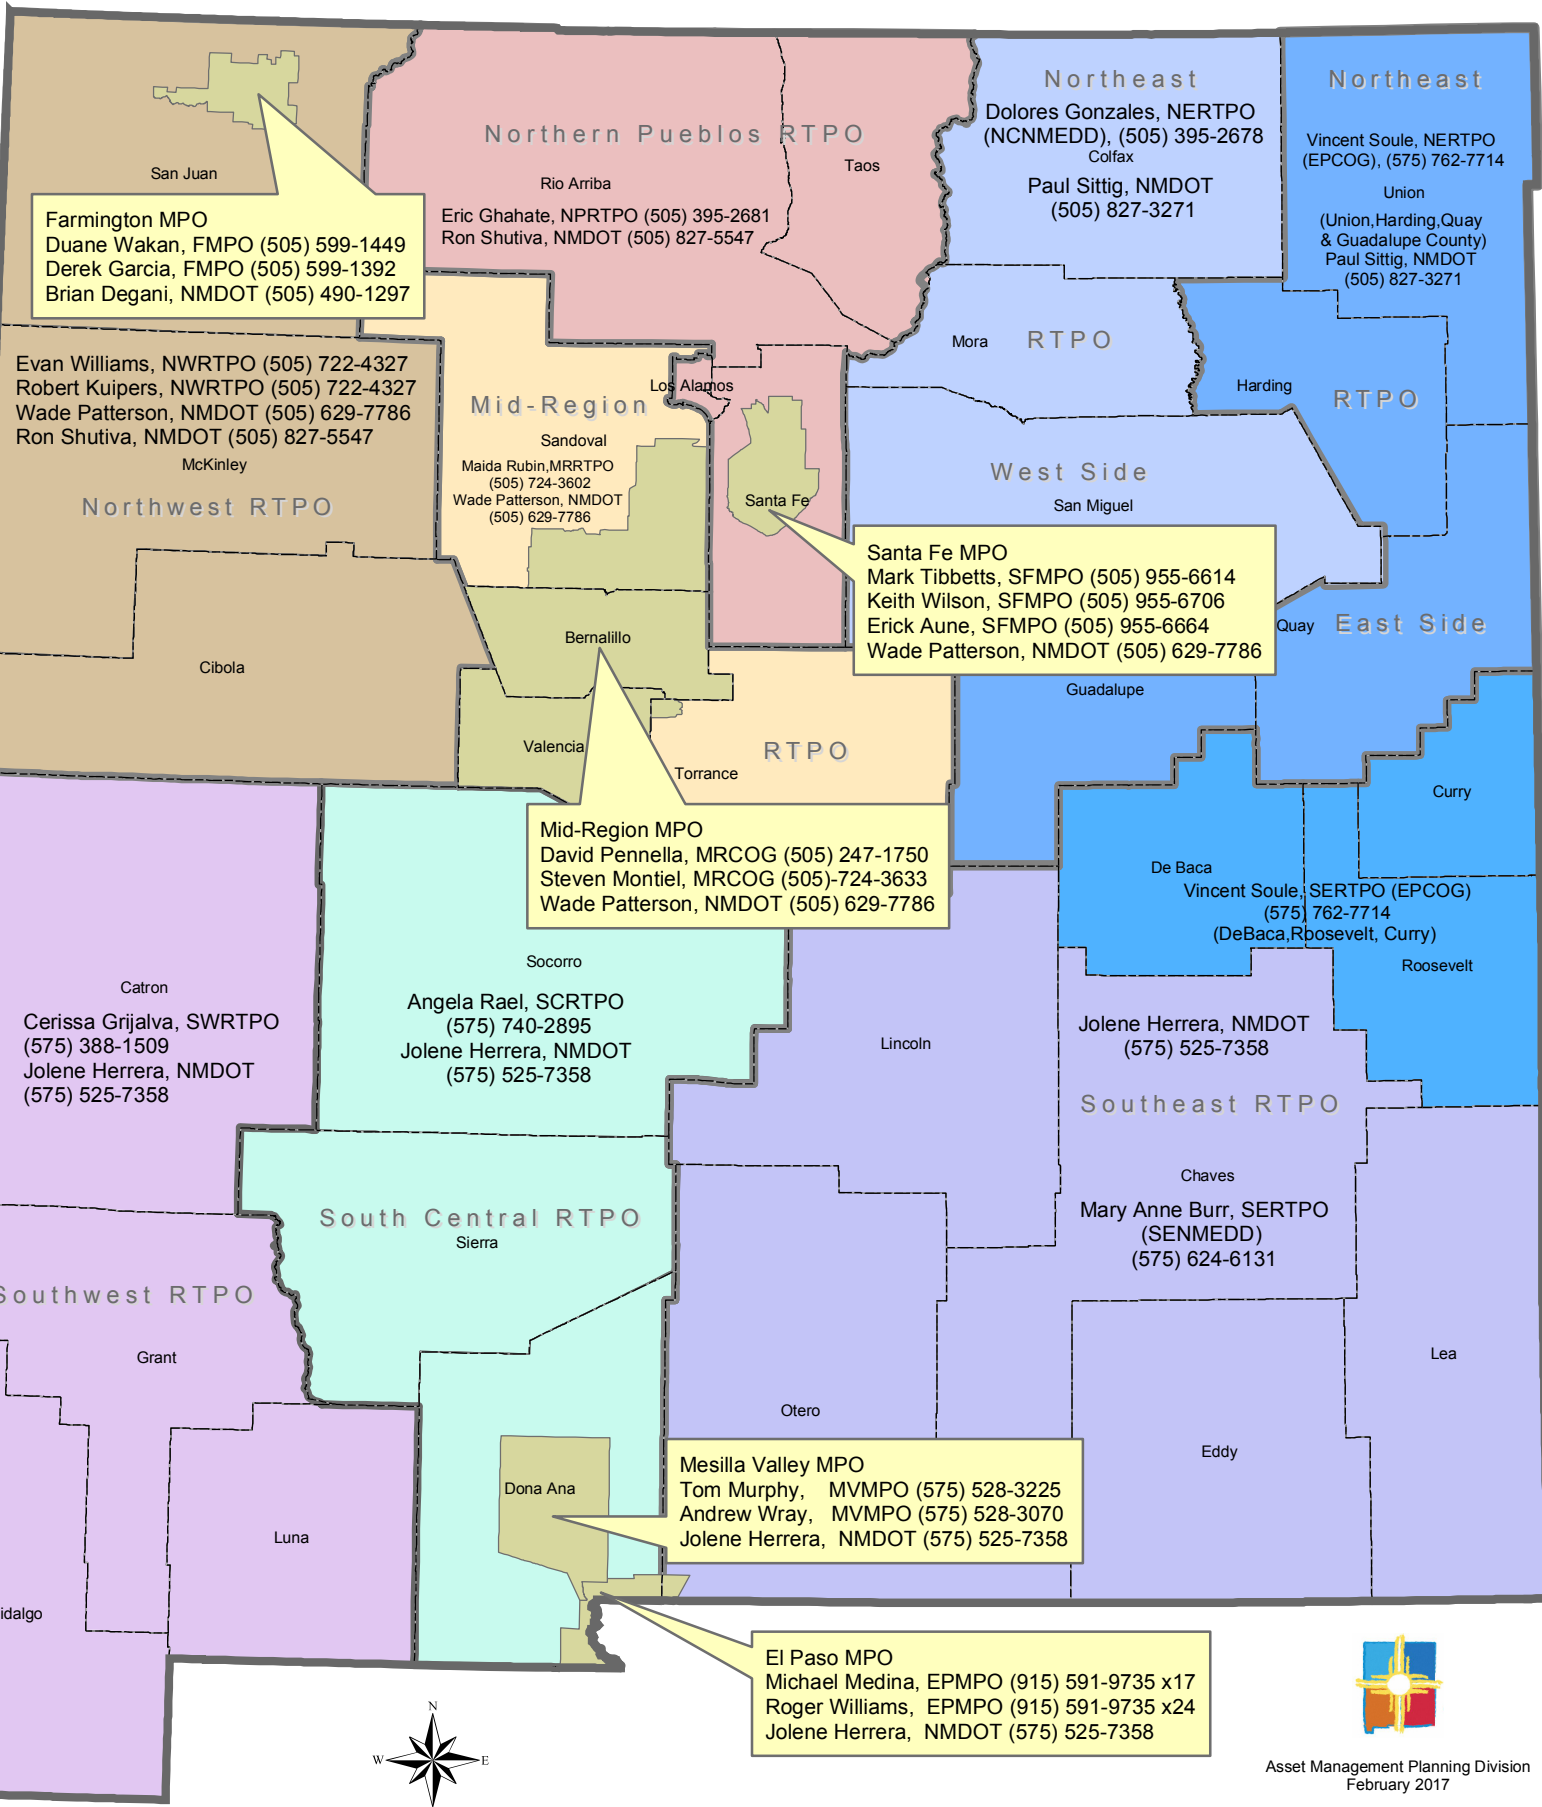 Northeast
Dolores Gonzales, NERTPO
(NCNMEDD), (505) 395-2678
Colfax
Paul Sittig, NMDOT
(505) 827-3271
Northeast
Vincent Soule, NERTPO
(EPCOG), (575) 762-7714
Union
(Union,Harding,Quay
& Guadalupe County)
Paul Sittig, NMDOT
(505) 827-3271
Northern Pueblos RTPO
Taos
Rio Arriba
Eric Ghahate, NPRTPO (505) 395-2681
Ron Shutiva, NMDOT (505) 827-5547
San Juan
Farmington MPO
Duane Wakan, FMPO (505) 599-1449
Derek Garcia, FMPO (505) 599-1392
Brian Degani, NMDOT (505) 490-1297
Evan Williams, NWRTPO (505) 722-4327
Robert Kuipers, NWRTPO (505) 722-4327
Wade Patterson, NMDOT (505) 629-7786
Ron Shutiva, NMDOT (505) 827-5547
McKinley
Northwest RTPO
Cibola
Los Alamos
Mid-Region
Sandoval
Maida Rubin,MRRTPO
(505) 724-3602
Wade Patterson, NMDOT
(505) 629-7786
Santa Fe
Mora
RTPO
Harding
RTPO
West Side
San Miguel
Santa Fe MPO
Mark Tibbetts, SFMPO (505) 955-6614
Keith Wilson, SFMPO (505) 955-6706
Erick Aune, SFMPO (505) 955-6664
Wade Patterson, NMDOT (505) 629-7786
Quay
East Side
Guadalupe
Bernalillo
Valencia
RTPO
Torrance
Mid-Region MPO
David Pennella, MRCOG (505) 247-1750
Steven Montiel, MRCOG (505)-724-3633
Wade Patterson, NMDOT (505) 629-7786
Curry
De Baca
Vincent Soule, SERTPO (EPCOG)
(575) 762-7714
(DeBaca,Roosevelt, Curry)
Roosevelt
Catron
Cerissa Grijalva, SWRTPO
(575) 388-1509
Jolene Herrera, NMDOT
(575) 525-7358
Socorro
Angela Rael, SCRTPO
(575) 740-2895
Jolene Herrera, NMDOT
(575) 525-7358
Lincoln
Jolene Herrera, NMDOT
(575) 525-7358
Southeast RTPO
Chaves
Mary Anne Burr, SERTPO
(SENMEDD)
(575) 624-6131
South Central RTPO
Sierra
Southwest RTPO
Grant
Lea
Otero
Eddy
Dona Ana
Luna
idalgo
Mesilla Valley MPO
Tom Murphy, MVMPO (575) 528-3225
Andrew Wray, MVMPO (575) 528-3070
Jolene Herrera, NMDOT (575) 525-7358
El Paso MPO
Michael Medina, EPMPO (915) 591-9735 x17
Roger Williams, EPMPO (915) 591-9735 x24
Jolene Herrera, NMDOT (575) 525-7358
N
W
E
S
Asset Management Planning Division
February 2017